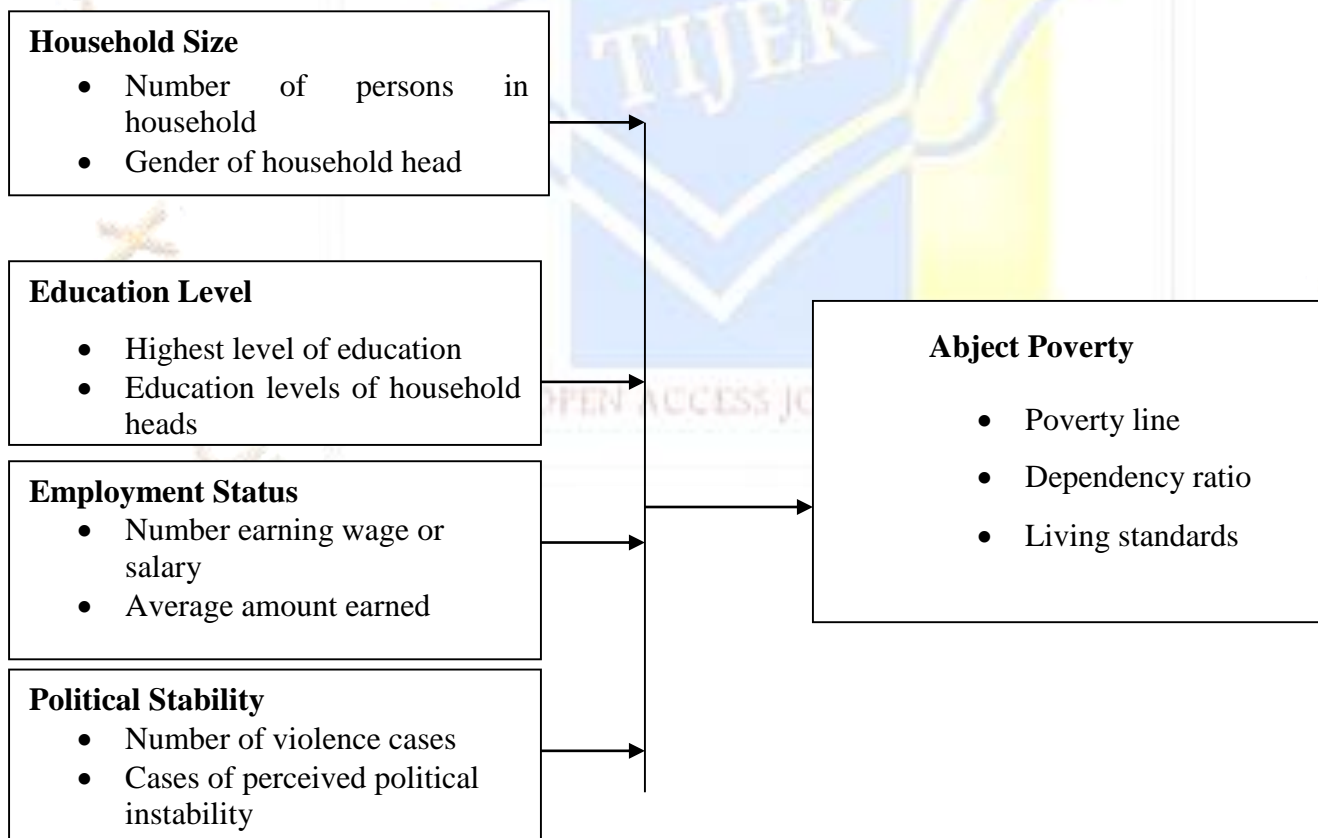 TIJER
Household Size
• Number of persons in
household
• Gender of household head
Education Level
• Highest level of education
• Education levels of household
heads
OPEN ACCESS JO
Employment Status
• Number earning wage or
salary
• Average amount earned
Political Stability
• Number of violence cases
• Cases of perceived political
instability
Abject Poverty
• Poverty line
• Dependency ratio
• Living standards